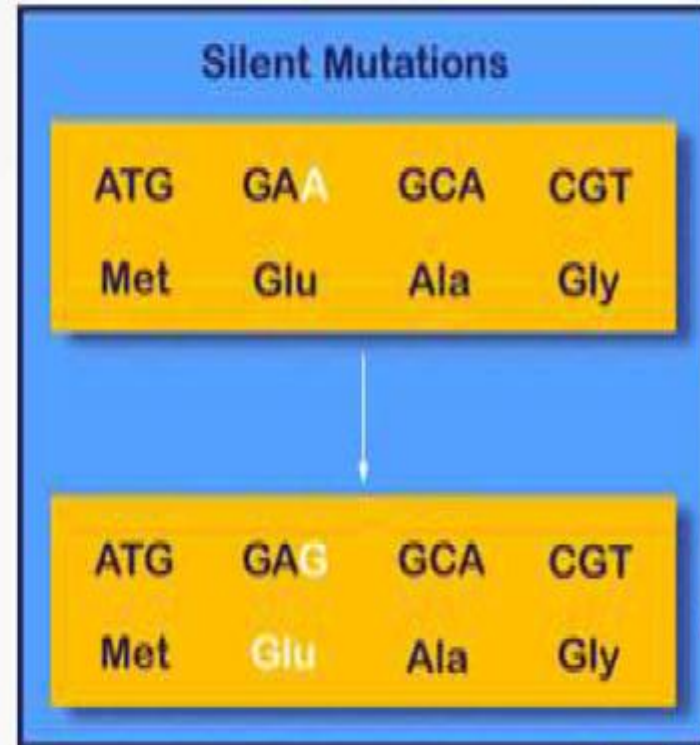 Silent Mutations
ATG GAA GCA CGT
Met Glu Ala Gly
ATG GAG GCA CGT
Met Glu Ala Gly